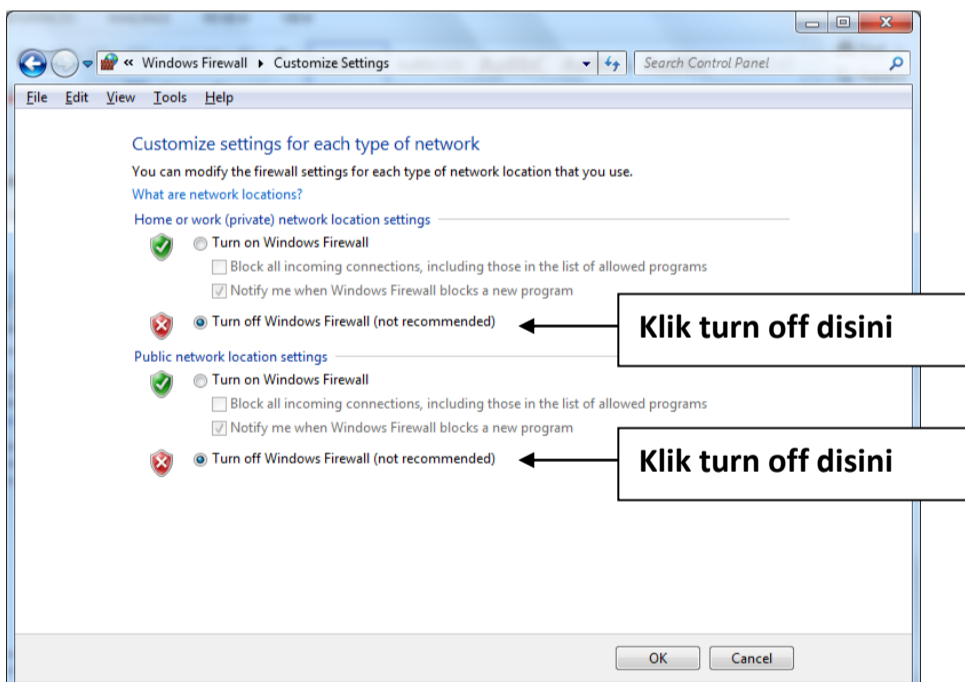 « Windows Firewall ▸ Customize Settings
Search Control Panel
File Edit View Tools Help
Customize settings for each type of network
You can modify the firewall settings for each type of network location that you use.
What are network locations?
Home or work (private) network location settings
Turn on Windows Firewall
Block all incoming connections, including those in the list of allowed programs
Notify me when Windows Firewall blocks a new program
Turn off Windows Firewall (not recommended)
Klik turn off disini
Public network location settings
Turn on Windows Firewall
Block all incoming connections, including those in the list of allowed programs
Notify me when Windows Firewall blocks a new program
Turn off Windows Firewall (not recommended)
Klik turn off disini
OK Cancel